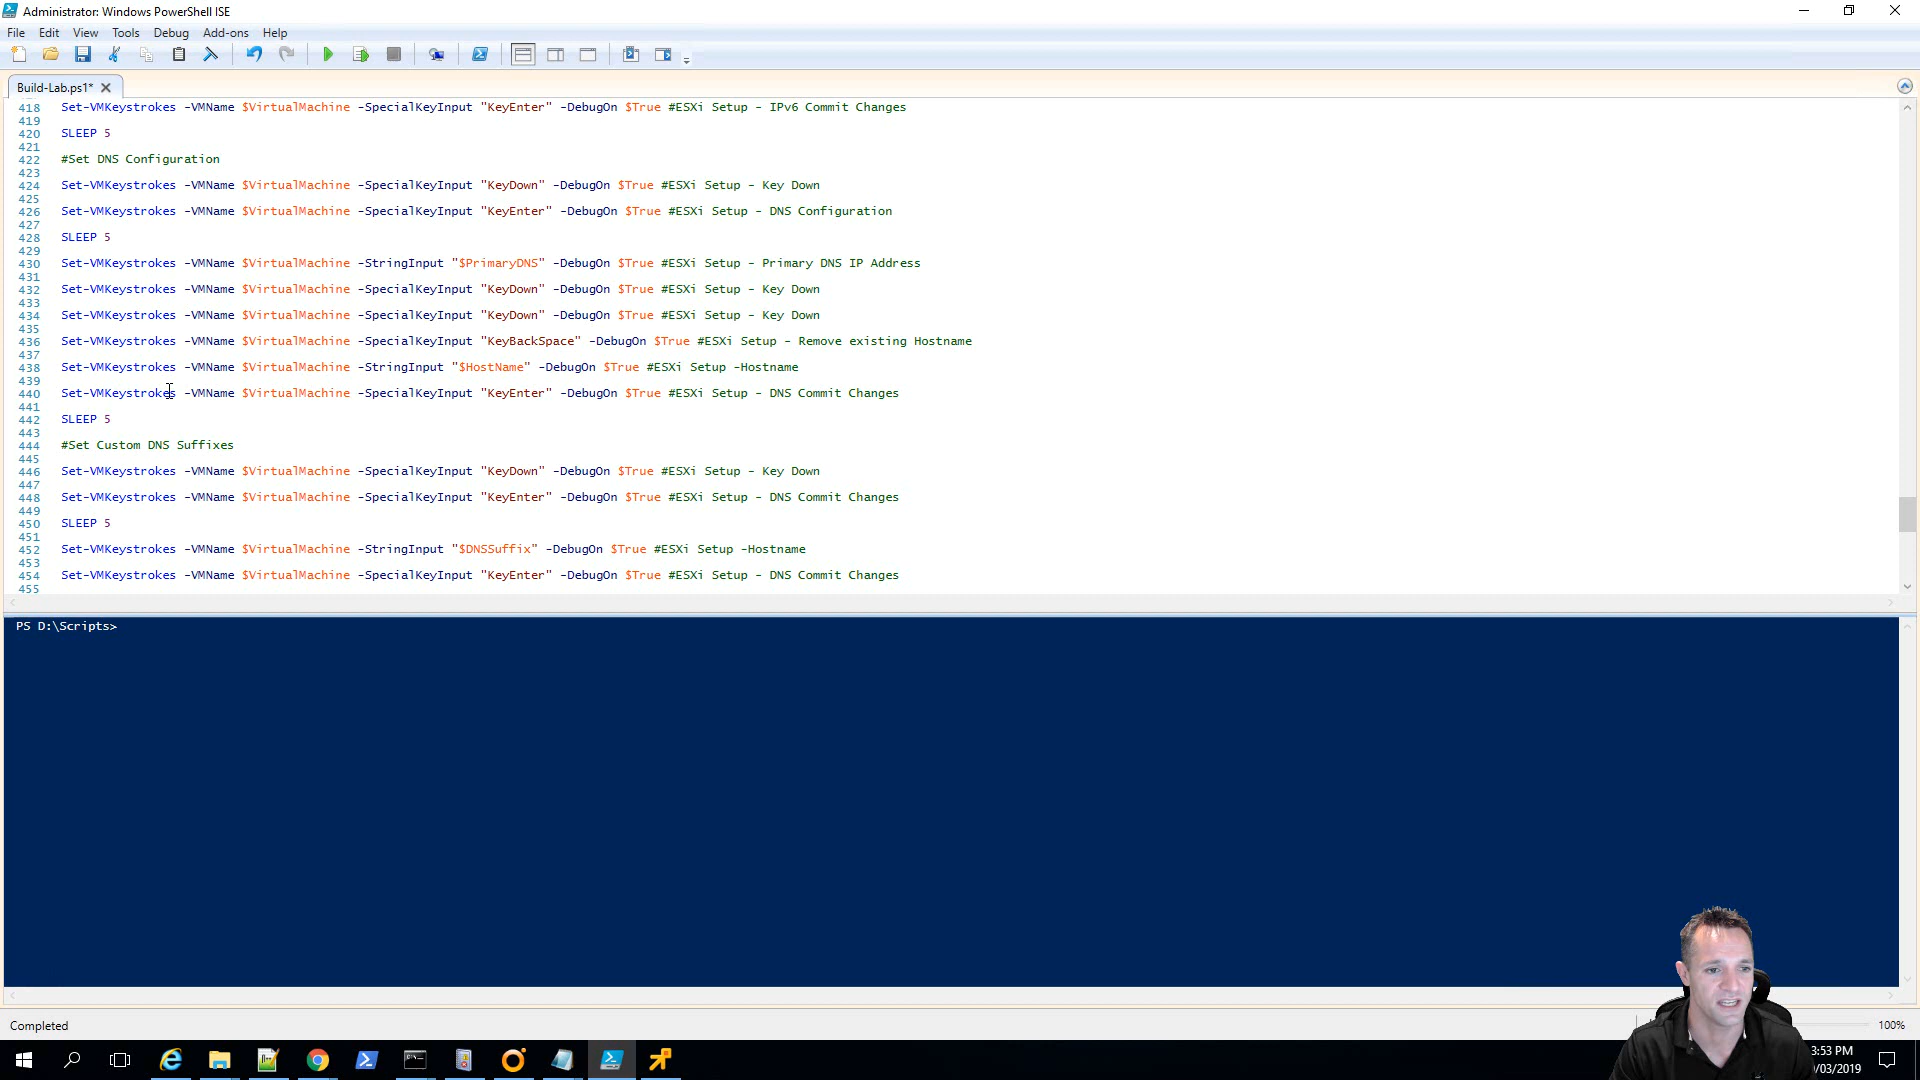 Administrator: Windows PowerShell ISE
File Edit View Tools Debug Add-ons Help
Build-Lab.ps1*
418 Set-VMKeystrokes -VMName $VirtualMachine -SpecialKeyInput "KeyEnter" -DebugOn $True #ESXi Setup - IPv6 Commit Changes
419
420 SLEEP 5
421
422 #Set DNS Configuration
423
424 Set-VMKeystrokes -VMName $VirtualMachine -SpecialKeyInput "KeyDown" -DebugOn $True #ESXi Setup - Key Down
425
426 Set-VMKeystrokes -VMName $VirtualMachine -SpecialKeyInput "KeyEnter" -DebugOn $True #ESXi Setup - DNS Configuration
427
428 SLEEP 5
429
430 Set-VMKeystrokes -VMName $VirtualMachine -StringInput "$PrimaryDNS" -DebugOn $True #ESXi Setup - Primary DNS IP Address
431
432 Set-VMKeystrokes -VMName $VirtualMachine -SpecialKeyInput "KeyDown" -DebugOn $True #ESXi Setup - Key Down
433
434 Set-VMKeystrokes -VMName $VirtualMachine -SpecialKeyInput "KeyDown" -DebugOn $True #ESXi Setup - Key Down
435
436 Set-VMKeystrokes -VMName $VirtualMachine -SpecialKeyInput "KeyBackSpace" -DebugOn $True #ESXi Setup - Remove existing Hostname
437
438 Set-VMKeystrokes -VMName $VirtualMachine -StringInput "$HostName" -DebugOn $True #ESXi Setup -Hostname
439
440 Set-VMKeystrokes -VMName $VirtualMachine -SpecialKeyInput "KeyEnter" -DebugOn $True #ESXi Setup - DNS Commit Changes
441
442 SLEEP 5
443
444 #Set Custom DNS Suffixes
445
446 Set-VMKeystrokes -VMName $VirtualMachine -SpecialKeyInput "KeyDown" -DebugOn $True #ESXi Setup - Key Down
447
448 Set-VMKeystrokes -VMName $VirtualMachine -SpecialKeyInput "KeyEnter" -DebugOn $True #ESXi Setup - DNS Commit Changes
449
450 SLEEP 5
451
452 Set-VMKeystrokes -VMName $VirtualMachine -StringInput "$DNSSuffix" -DebugOn $True #ESXi Setup -Hostname
453
454 Set-VMKeystrokes -VMName $VirtualMachine -SpecialKeyInput "KeyEnter" -DebugOn $True #ESXi Setup - DNS Commit Changes
455
PS D:\Scripts>
Completed
100%
3:53 PM
/03/2019